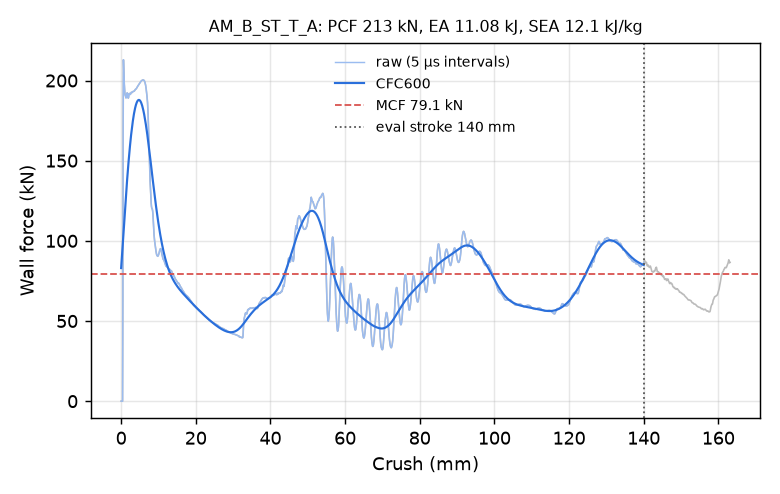 AM_B_ST_T_A: PCF 213 kN, EA 11.08 kJ, SEA 12.1 kJ/kg
raw (5 µs intervals)
CFC600
MCF 79.1 kN
eval stroke 140 mm
Wall force (kN)
200
150
100
50
0
0 20 40 60 80 100 120 140 160
Crush (mm)